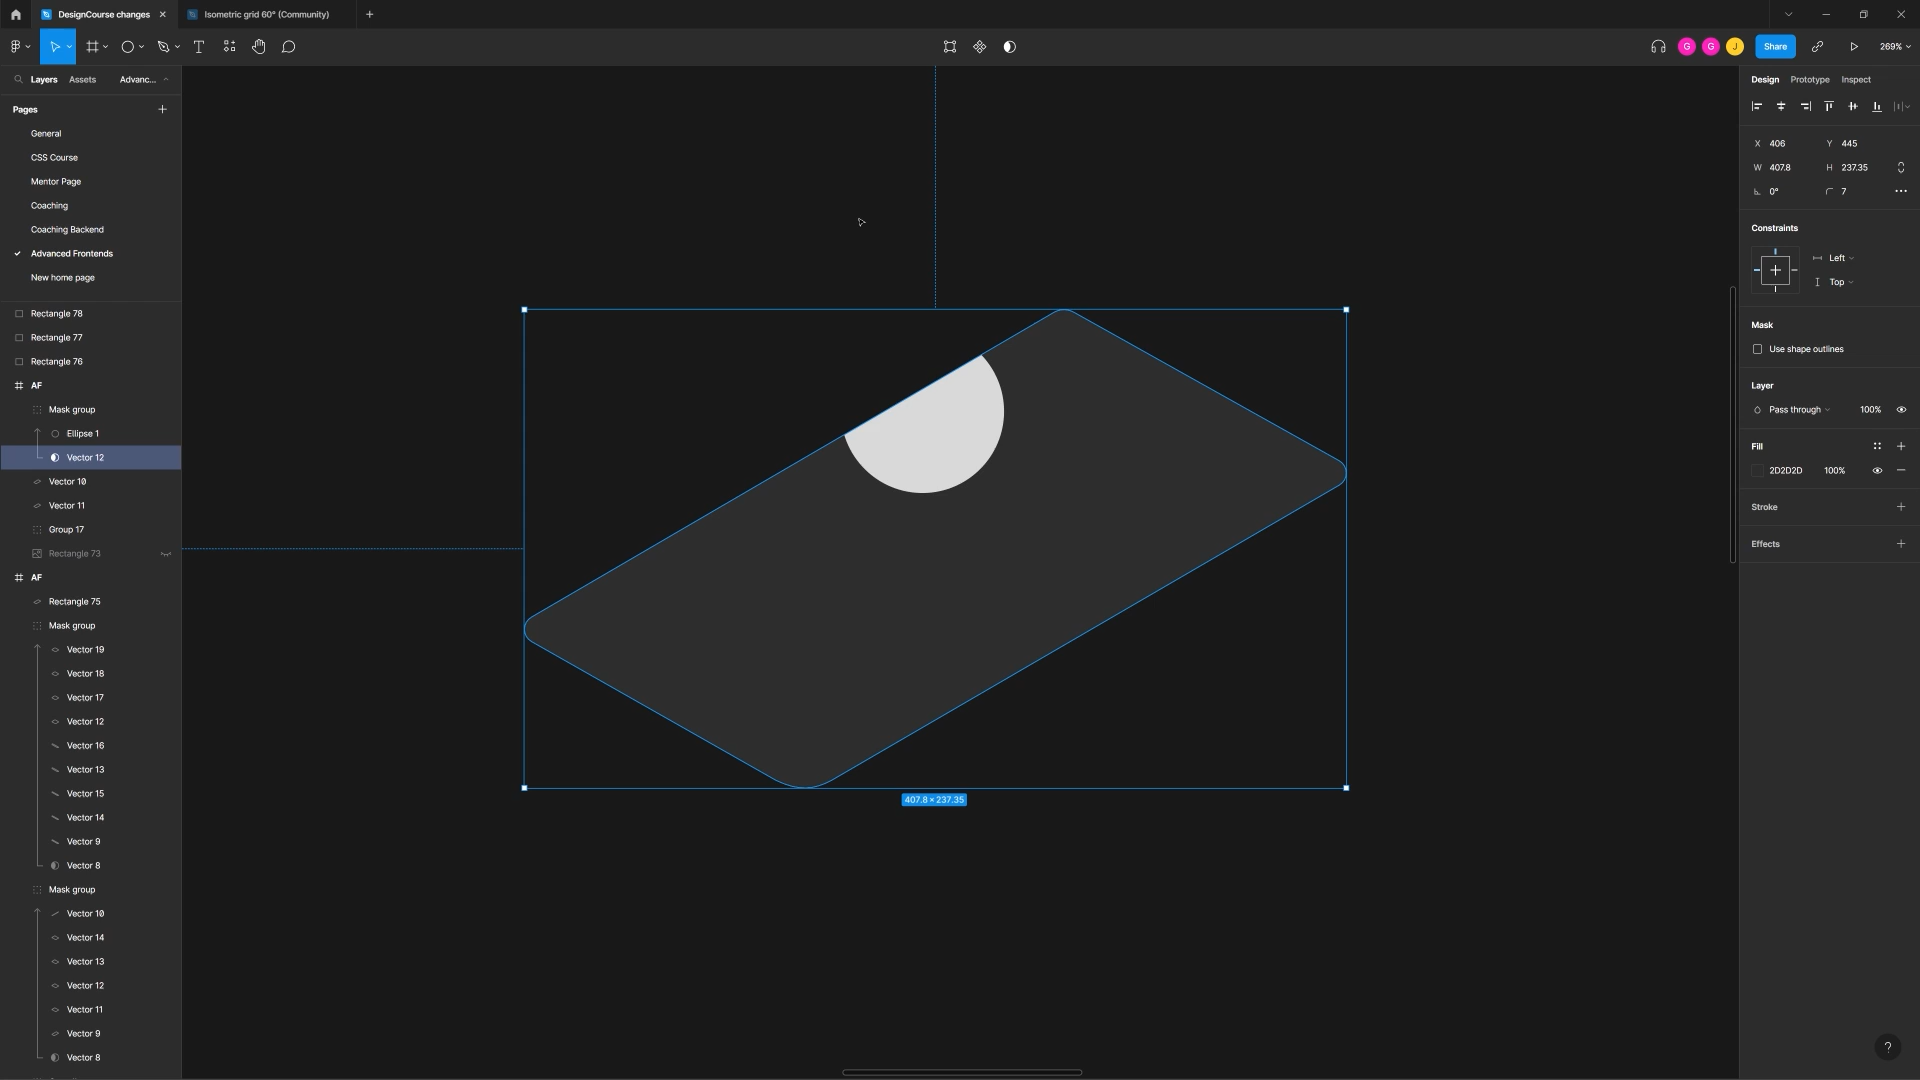 DesignCourse changes
Isometric grid 60° (Community)
G
G
J
Share
269%
Layers
Assets
Advanc...
Pages
General
CSS Course
Mentor Page
Coaching
Coaching Backend
Advanced Frontends
New home page
Rectangle 78
Rectangle 77
Rectangle 76
AF
Mask group
Ellipse 1
Vector 12
Vector 10
Vector 11
Group 17
Rectangle 73
AF
Rectangle 75
Mask group
Vector 19
Vector 18
Vector 17
Vector 12
Vector 16
Vector 13
Vector 15
Vector 14
Vector 9
Vector 8
Mask group
Vector 10
Vector 14
Vector 13
Vector 12
Vector 11
Vector 9
Vector 8
407.8 × 237.35
Design
Prototype
Inspect
X 406 Y 445
W 407.8 H 237.35
0° 7
Constraints
Left
Top
Mask
Use shape outlines
Layer
Pass through 100%
Fill
2D2D2D 100%
Stroke
Effects
?